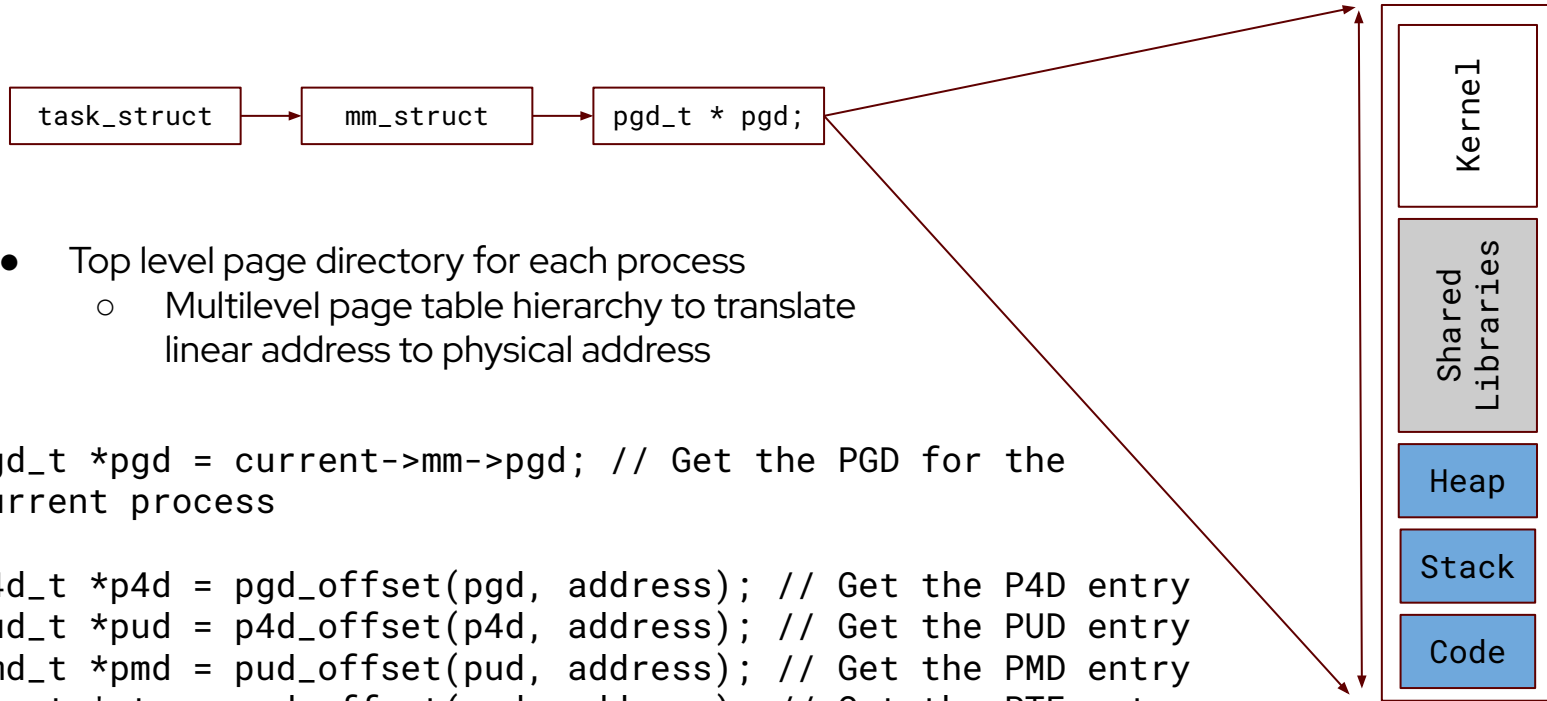 task_struct
mm_struct
pgd_t * pgd;
● Top level page directory for each process
○ Multilevel page table hierarchy to translate
linear address to physical address
gd_t *pgd = current->mm->pgd; // Get the PGD for the
urrent process
4d_t *p4d = pgd_offset(pgd, address); // Get the P4D entry
ud_t *pud = p4d_offset(p4d, address); // Get the PUD entry
md_t *pmd = pud_offset(pud, address); // Get the PMD entry
Kernel
Shared
Libraries
Heap
Stack
Code